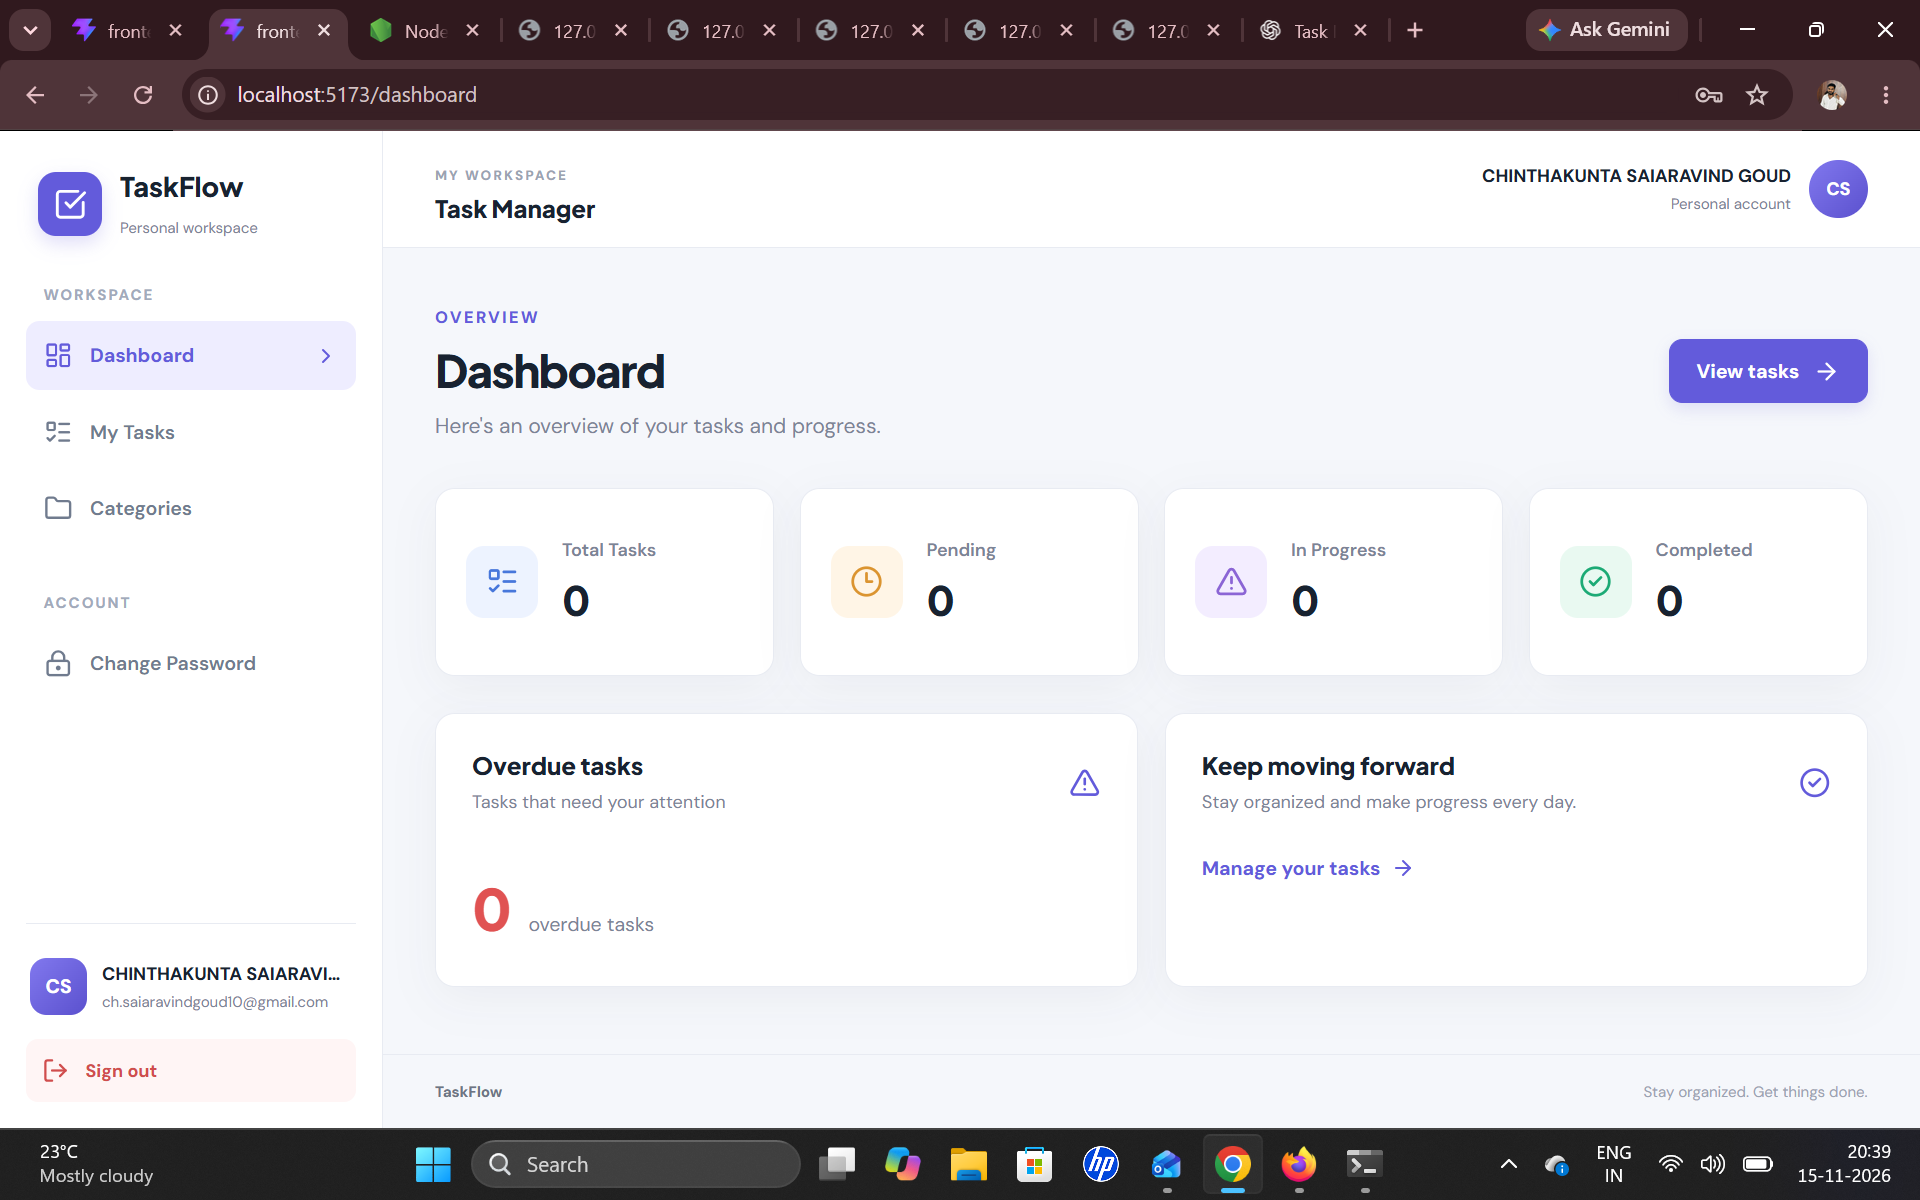 front
front
Node
127.0
127.0
127.0
127.0
127.0
Task
Ask Gemini
localhost:5173/dashboard
TaskFlow
Personal workspace
WORKSPACE
Dashboard
My Tasks
Categories
ACCOUNT
Change Password
CS
CHINTHAKUNTA SAIARAVI...
ch.saiaravindgoud10@gmail.com
Sign out
MY WORKSPACE
Task Manager
CHINTHAKUNTA SAIARAVIND GOUD
Personal account
CS
OVERVIEW
Dashboard
Here's an overview of your tasks and progress.
View tasks
Total Tasks
0
Pending
0
In Progress
0
Completed
0
Overdue tasks
Tasks that need your attention
0 overdue tasks
Keep moving forward
Stay organized and make progress every day.
Manage your tasks
TaskFlow
Stay organized. Get things done.
23°C
Mostly cloudy
Search
hp
ENG
IN
20:39
15-11-2026